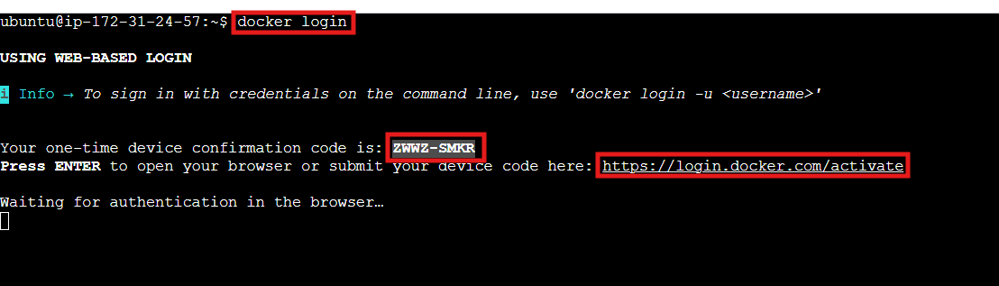 ubuntu@ip-172-31-24-57:~$ docker login
USING WEB-BASED LOGIN
i Info → To sign in with credentials on the command line, use 'docker login -u <username>'
Your one-time device confirmation code is: ZWWZ-SMKR
Press ENTER to open your browser or submit your device code here: https://login.docker.com/activate
Waiting for authentication in the browser…